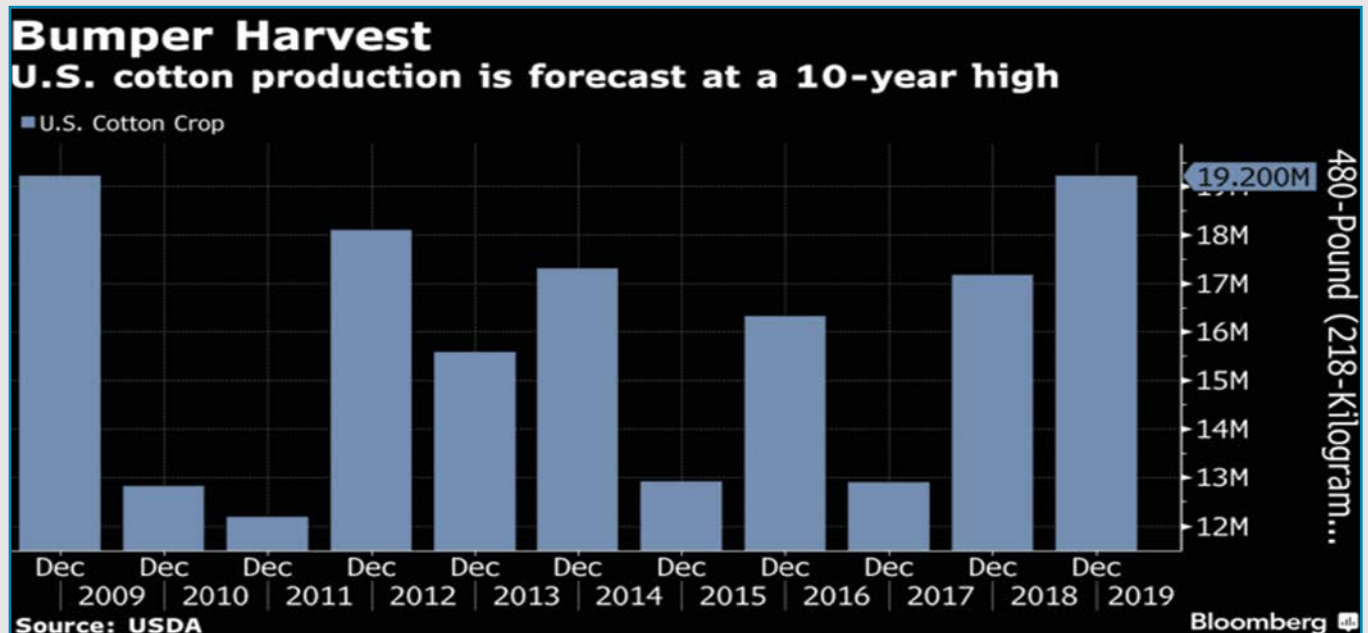 Bumper Harvest
U.S. cotton production is forecast at a 10-year high
U.S. Cotton Crop
19.200M
19M
18M
17M
16M
15M
14M
13M
12M
480-Pound (218-Kilogram...
Dec Dec Dec Dec Dec Dec Dec Dec Dec Dec Dec
2009 2010 2011 2012 2013 2014 2015 2016 2017 2018 2019
Source: USDA
Bloomberg